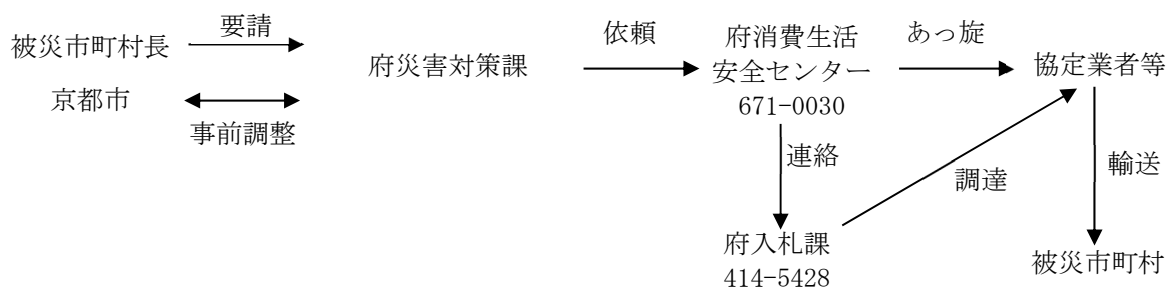 被災市町村長
要請
京都市
事前調整
府災害対策課
依頼
府消費生活
安全センター
671-0030
あっ旋
協定業者等
連絡
調達
輸送
府入札課
414-5428
被災市町村